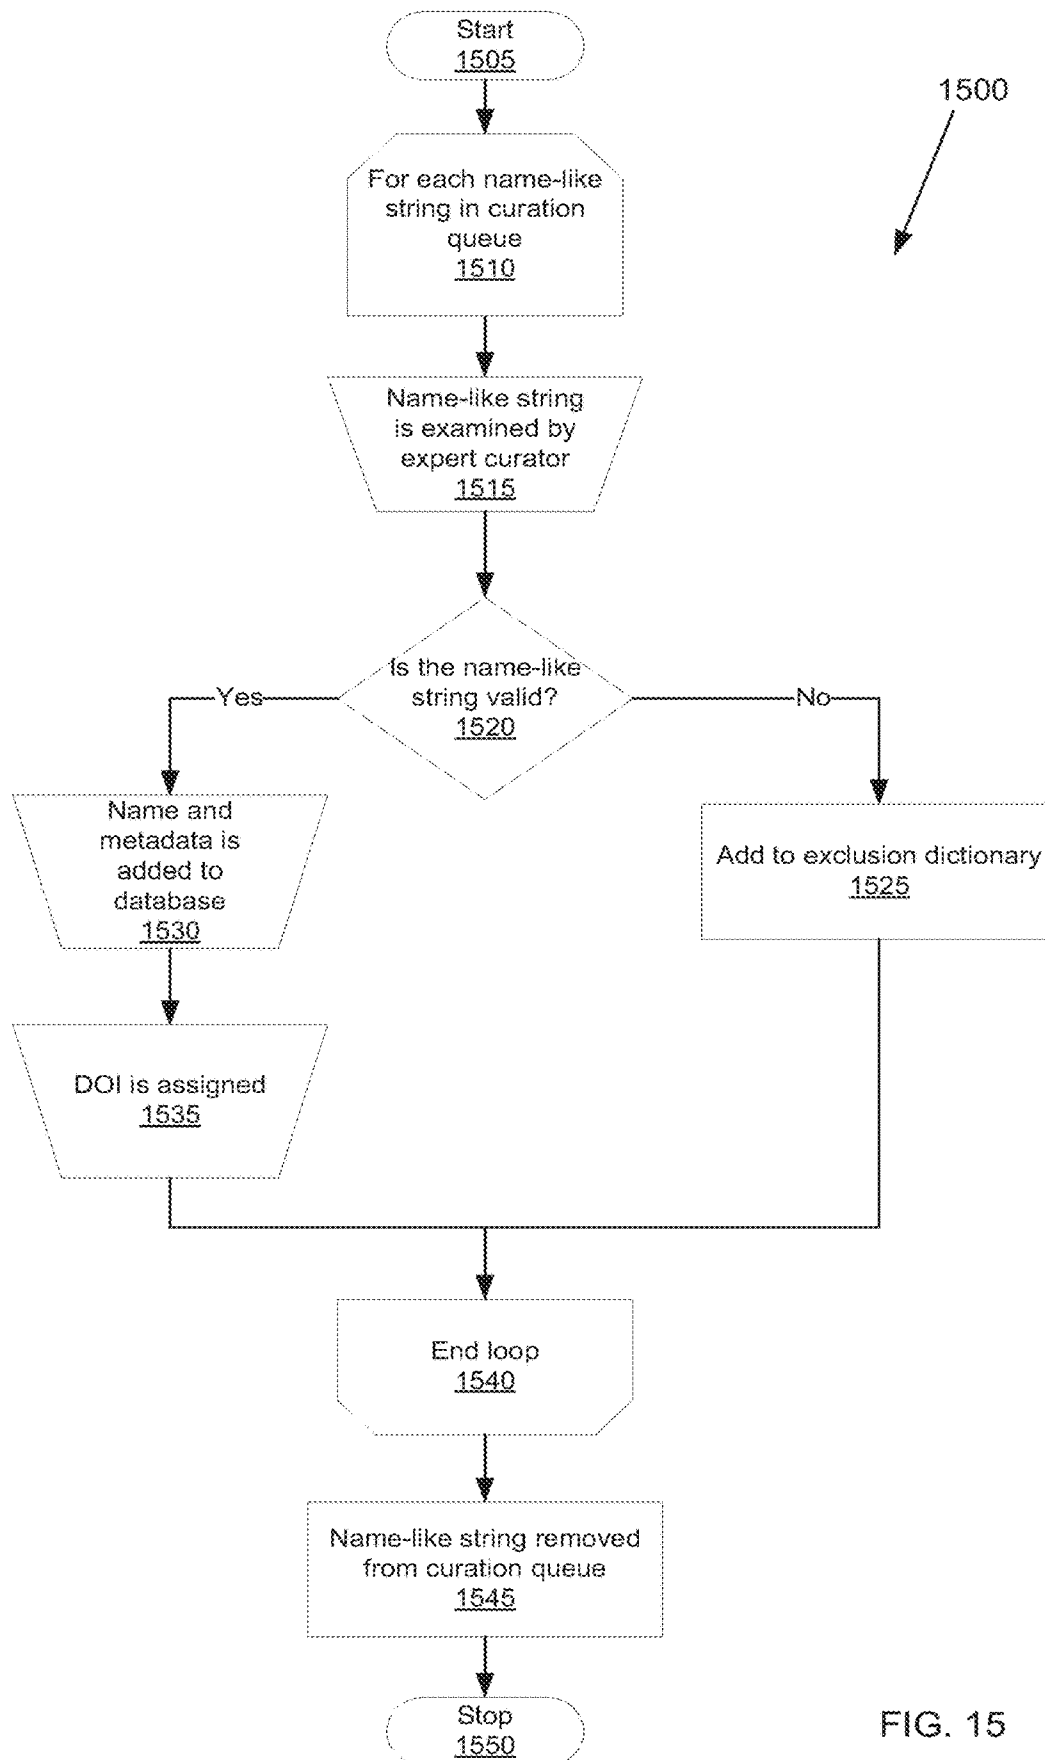 Start
1505
1500
For each name-like
string in curation
queue
1510
Name-like string
is examined by
expert curator
1515
Is the name-like
string valid?
1520
Yes
No
Name and
metadata is
added to
database
1530
Add to exclusion dictionary
1525
DOI is assigned
1535
End loop
1540
Name-like string removed
from curation queue
1545
Stop
1550
FIG. 15